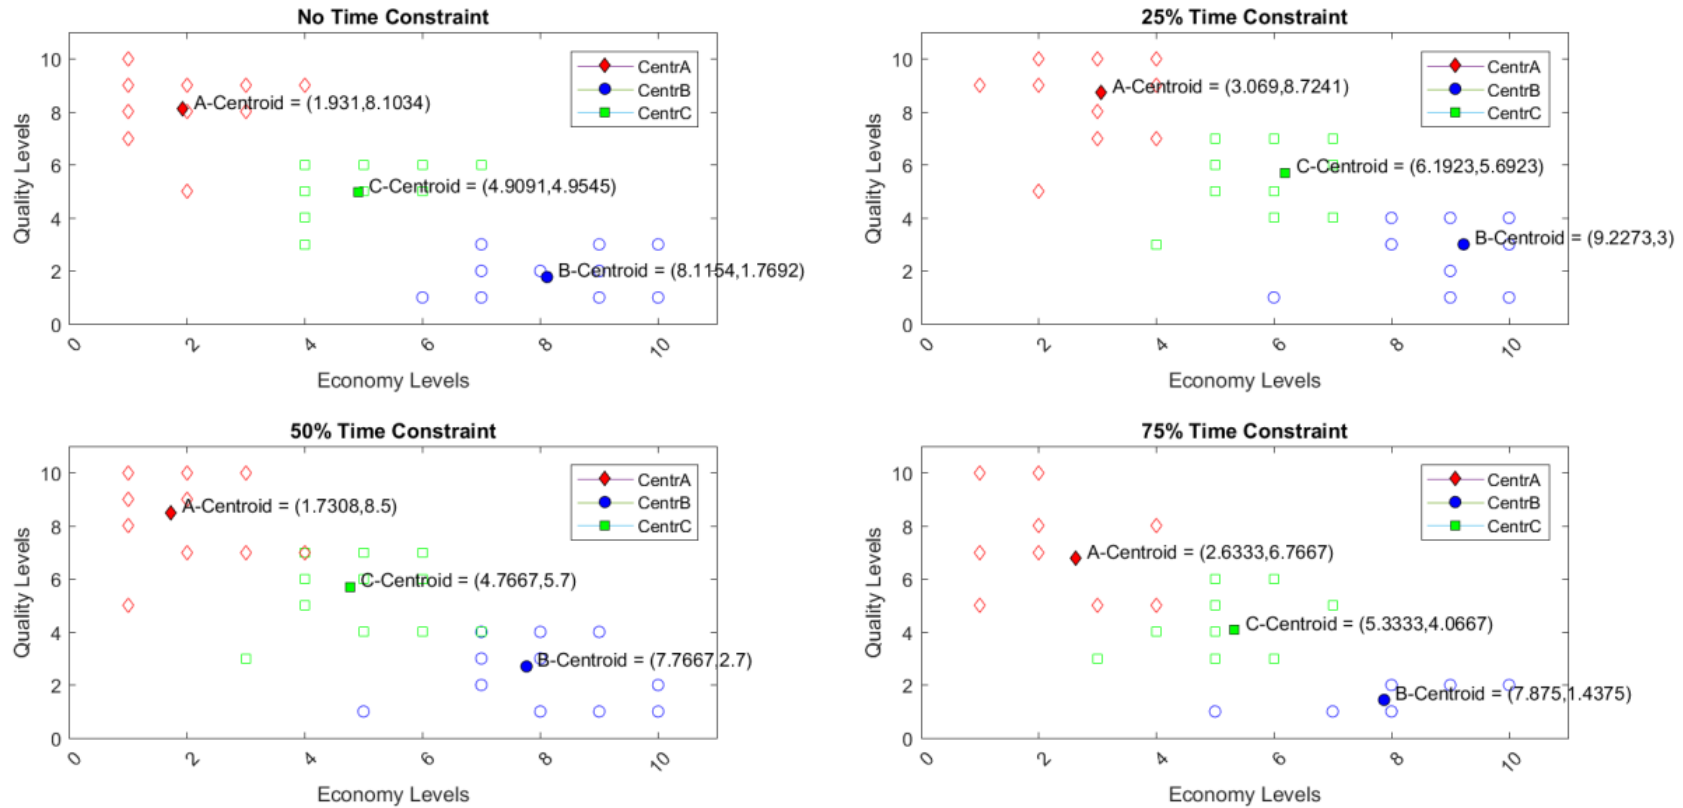 No Time Constraint
10
8
6
4
2
0
Quality Levels
CentrA
CentrB
CentrC
A-Centroid = (1.931,8.1034)
C-Centroid = (4.9091,4.9545)
B-Centroid = (8.1154,1.7692)
0 2 4 6 8 10
Economy Levels
25% Time Constraint
10
8
6
4
2
0
Quality Levels
CentrA
CentrB
CentrC
A-Centroid = (3.069,8.7241)
C-Centroid = (6.1923,5.6923)
B-Centroid = (9.2273,3)
0 2 4 6 8 10
Economy Levels
50% Time Constraint
10
8
6
4
2
0
Quality Levels
CentrA
CentrB
CentrC
A-Centroid = (1.7308,8.5)
C-Centroid = (4.7667,5.7)
B-Centroid = (7.7667,2.7)
0 2 4 6 8 10
Economy Levels
75% Time Constraint
10
8
6
4
2
0
Quality Levels
CentrA
CentrB
CentrC
A-Centroid = (2.6333,6.7667)
C-Centroid = (5.3333,4.0667)
B-Centroid = (7.875,1.4375)
0 2 4 6 8 10
Economy Levels